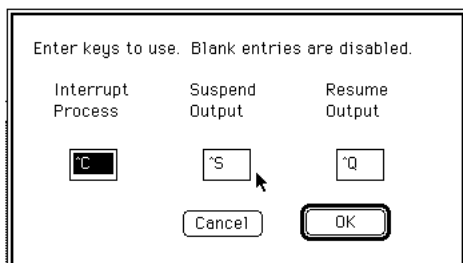 Enter keys to use. Blank entries are disabled.
Interrupt Suspend Resume
Process Output Output
^C ^S ^Q
Cancel OK